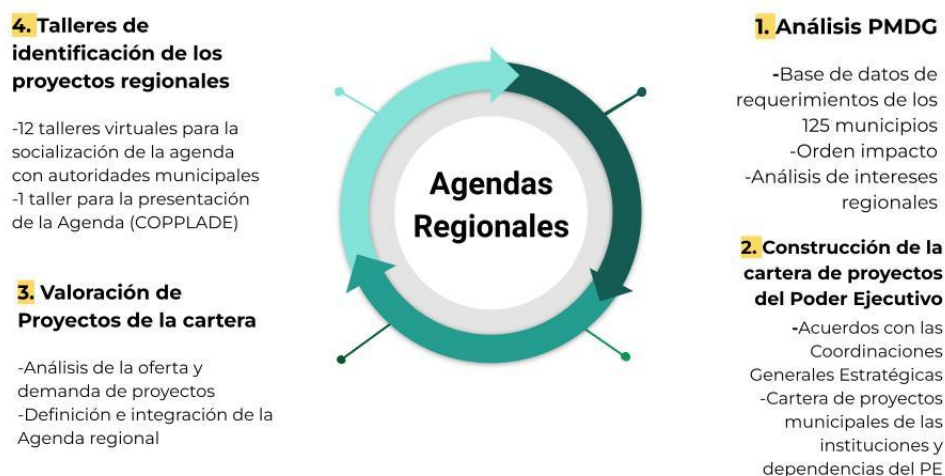 4. Talleres de
identificación de los
proyectos regionales
-12 talleres virtuales para la
socialización de la agenda
con autoridades municipales
-1 taller para la presentación
de la Agenda (COPPLADE)
3. Valoración de
Proyectos de la cartera
-Análisis de la oferta y
demanda de proyectos
-Definición e integración de la
Agenda regional
Agendas
Regionales
1. Análisis PMDG
-Base de datos de
requerimientos de los
125 municipios
-Orden impacto
-Análisis de intereses
regionales
2. Construcción de la
cartera de proyectos
del Poder Ejecutivo
-Acuerdos con las
Coordinaciones
Generales Estratégicas
-Cartera de proyectos
municipales de las
instituciones y
dependencias del PE